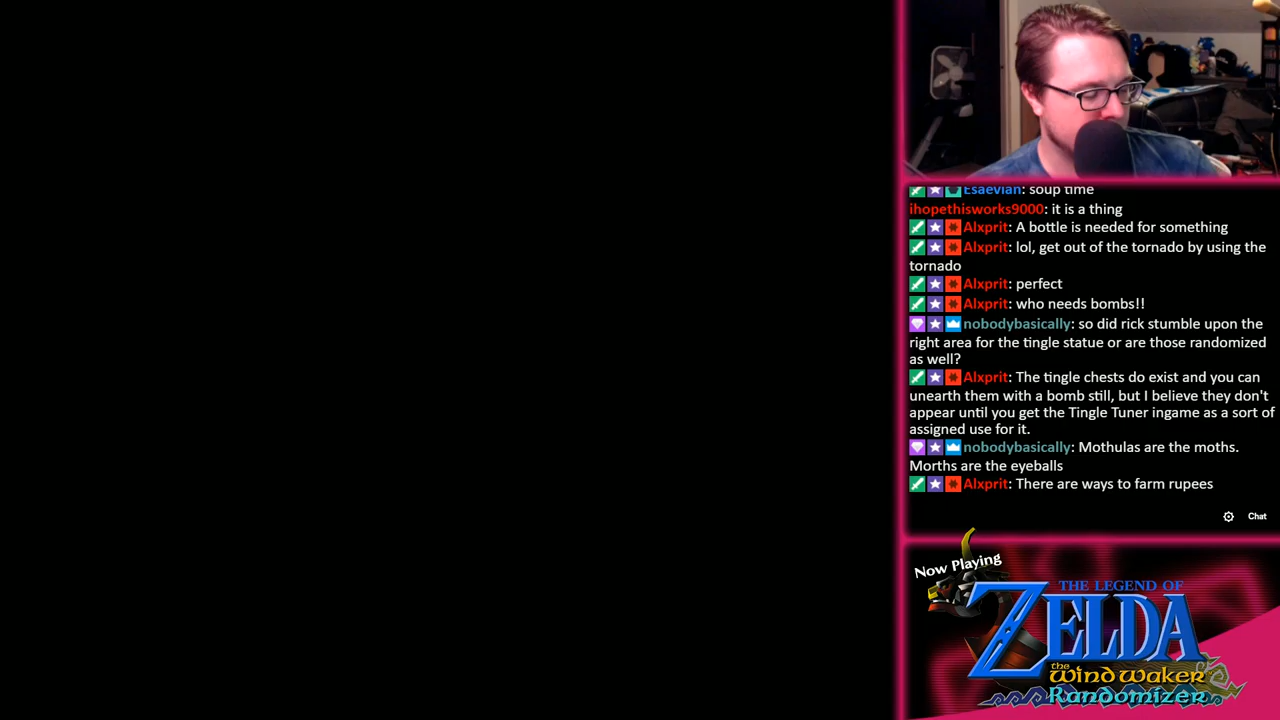 Esaevian: soup time
ihopethisworks9000: it is a thing
Alxprit: A bottle is needed for something
Alxprit: lol, get out of the tornado by using the
tornado
Alxprit: perfect
Alxprit: who needs bombs!!
nobodybasically: so did rick stumble upon the
right area for the tingle statue or are those randomized
as well?
Alxprit: The tingle chests do exist and you can
unearth them with a bomb still, but I believe they don't
appear until you get the Tingle Tuner ingame as a sort of
assigned use for it.
nobodybasically: Mothulas are the moths.
Morths are the eyeballs
Alxprit: There are ways to farm rupees
Chat
Now Playing
THE LEGEND OF
ZELDA
the
Wind Waker
Randomizer